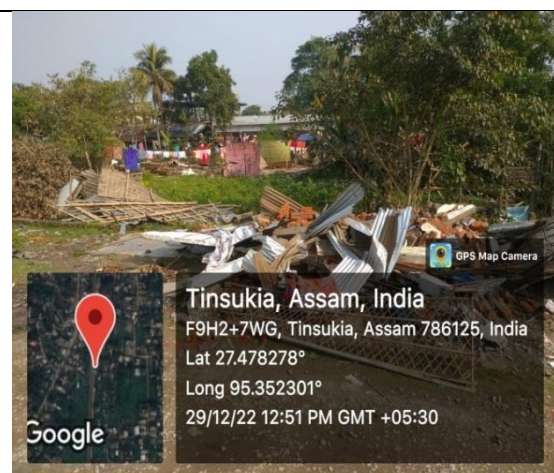 GPS Map Camera
Tinsukia, Assam, India
F9H2+7WG, Tinsukia, Assam 786125, India
Lat 27.478278°
Long 95.352301°
29/12/22 12:51 PM GMT +05:30
Google